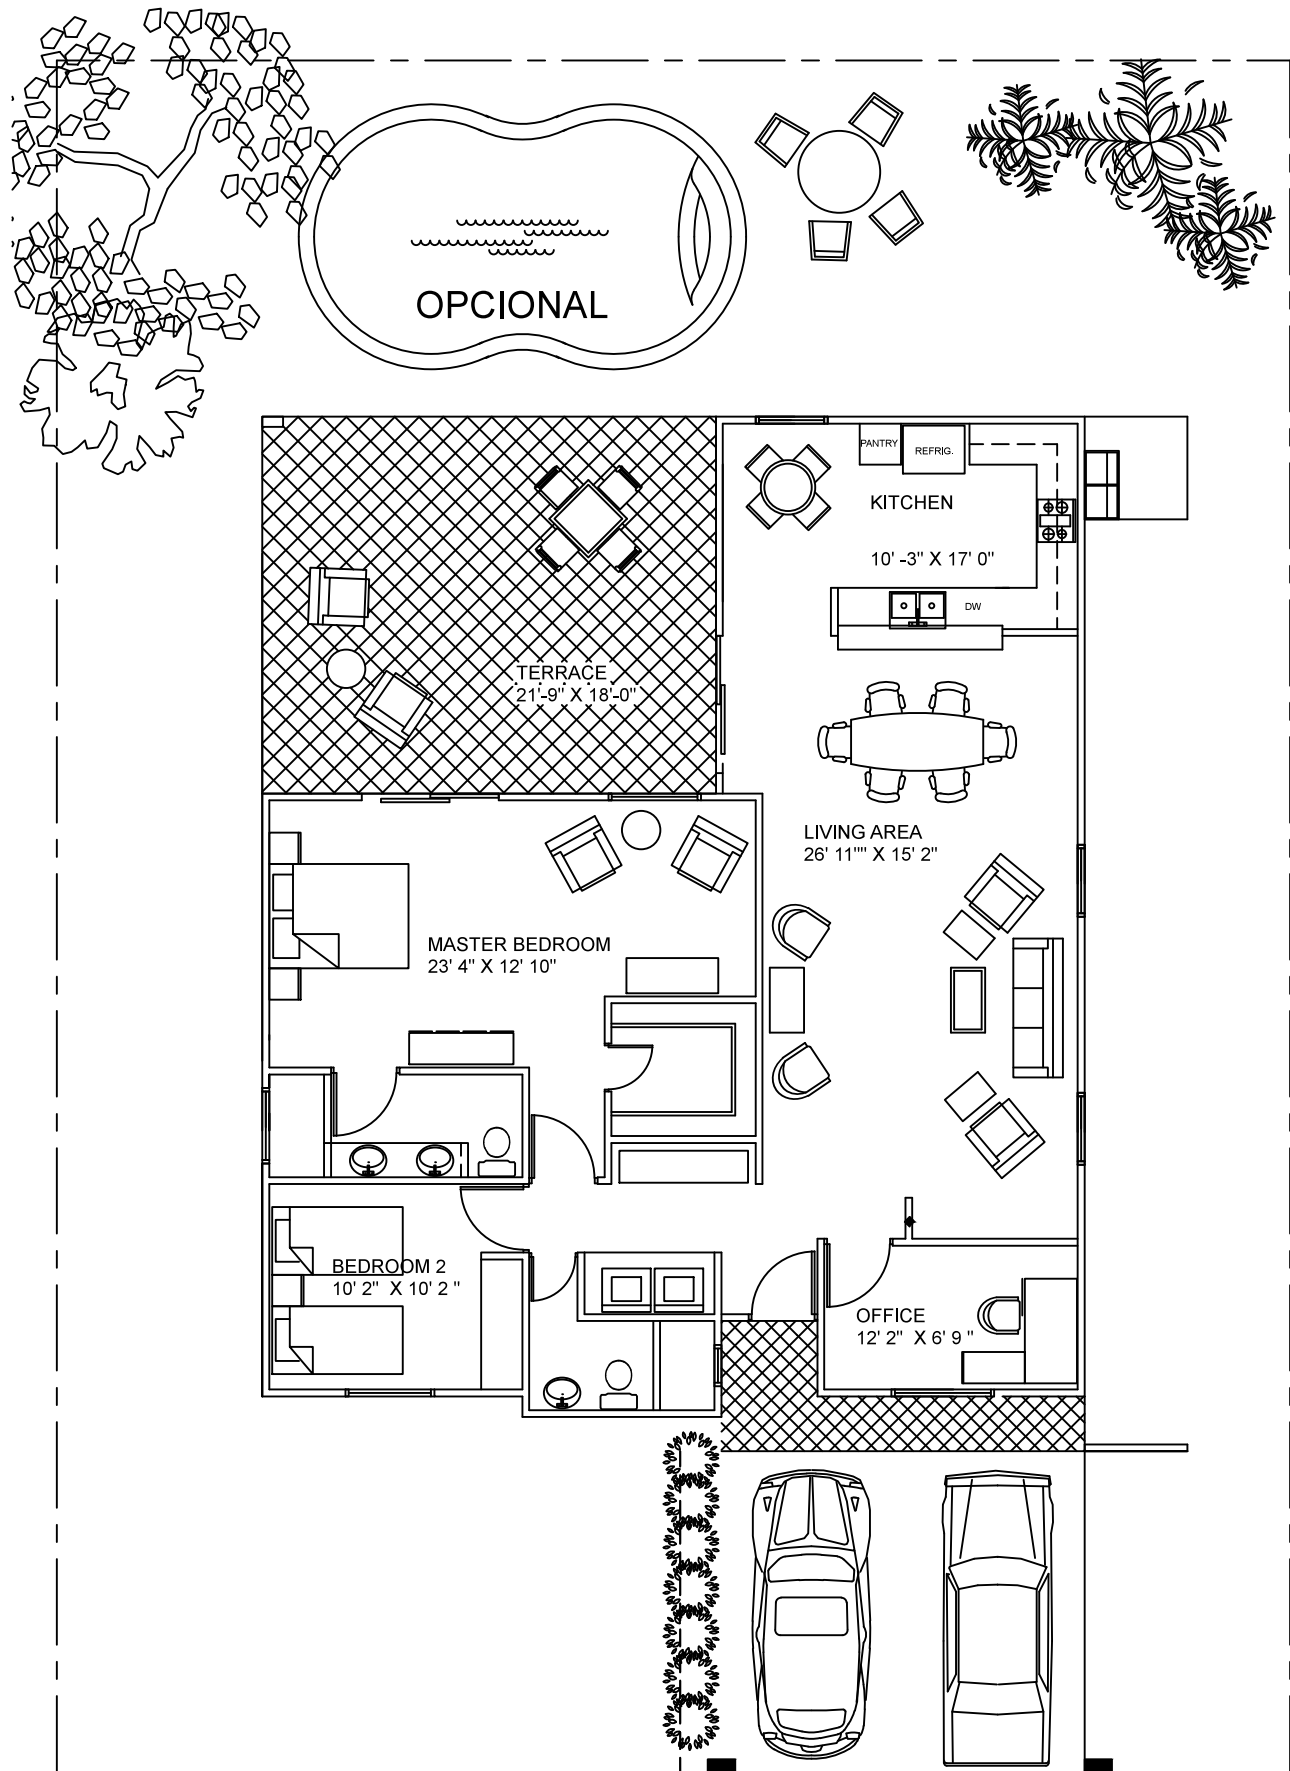 OPCIONAL
PANTRY
REFRIG.
KITCHEN
10' -3" X 17' 0"
DW
TERRACE
21'-9" X 18'-0"
LIVING AREA
26' 11"" X 15' 2"
MASTER BEDROOM
23' 4" X 12' 10"
BEDROOM 2
10' 2"  X 10' 2 "
OFFICE
12' 2"  X 6' 9 "